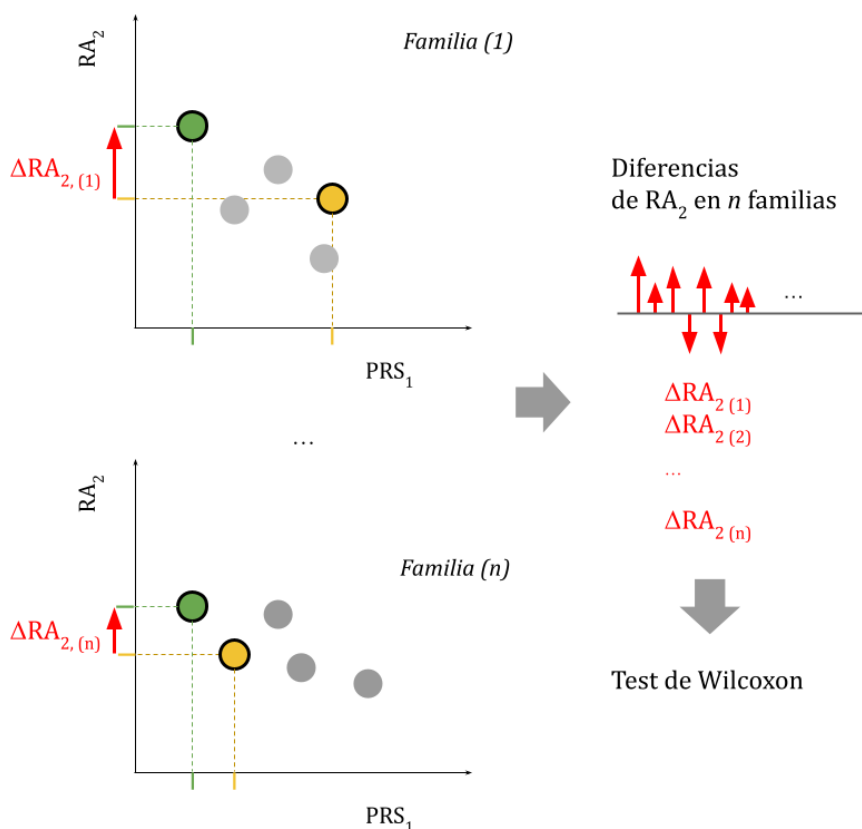 RA2
Familia (1)
ΔRA2, (1)
PRS1
...
RA2
Familia (n)
ΔRA2, (n)
PRS1
Diferencias
de RA2 en n familias
...
ΔRA2 (1)
ΔRA2 (2)
...
ΔRA2 (n)
Test de Wilcoxon